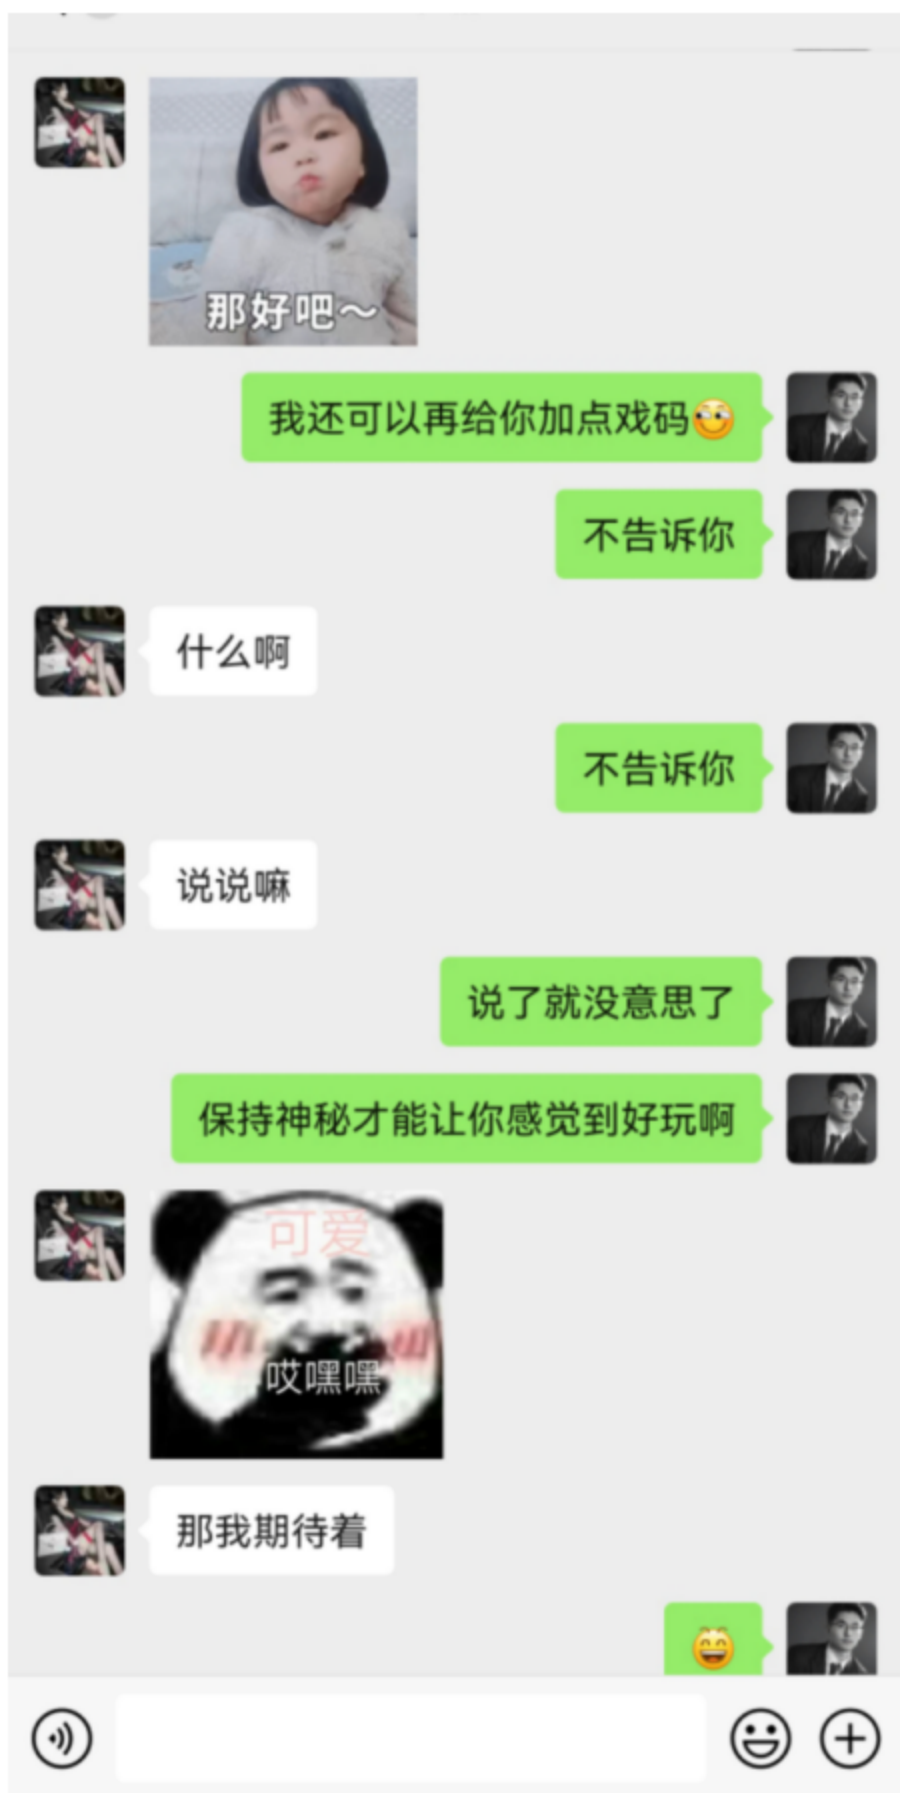 那好吧～
我还可以再给你加点戏码
不告诉你
什么啊
不告诉你
说说嘛
说了就没意思了
保持神秘才能让你感觉到好玩啊
可爱
哎嘿嘿
那我期待着